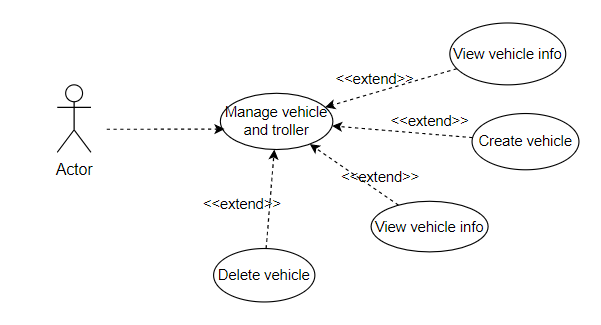 View vehicle info
<<extend>>
Manage vehicle
and troller
<<extend>>
Create vehicle
Actor
<<extend>>
<<extend>>
View vehicle info
Delete vehicle